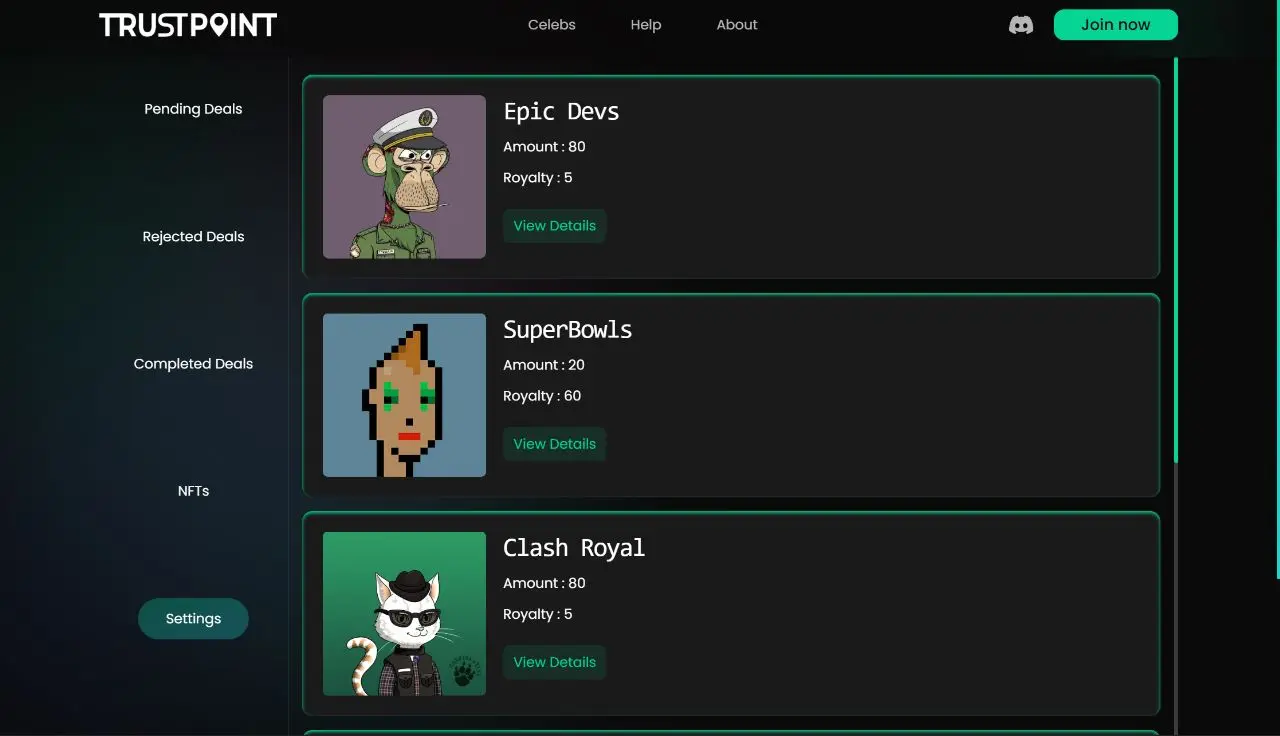 TRUSTPOINT
Celebs
Help
About
Join now
Pending Deals
Rejected Deals
Completed Deals
NFTs
Settings
Epic Devs
Amount : 80
Royalty : 5
View Details
SuperBowls
Amount : 20
Royalty : 60
View Details
Clash Royal
Amount : 80
Royalty : 5
View Details